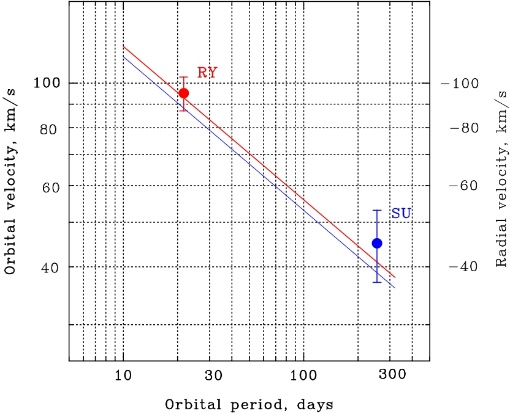 RY
100
80
60
40
-100
-80
-60
-40
SU
Orbital velocity, km/s
Radial velocity, km/s
10
30
100
300
Orbital period, days